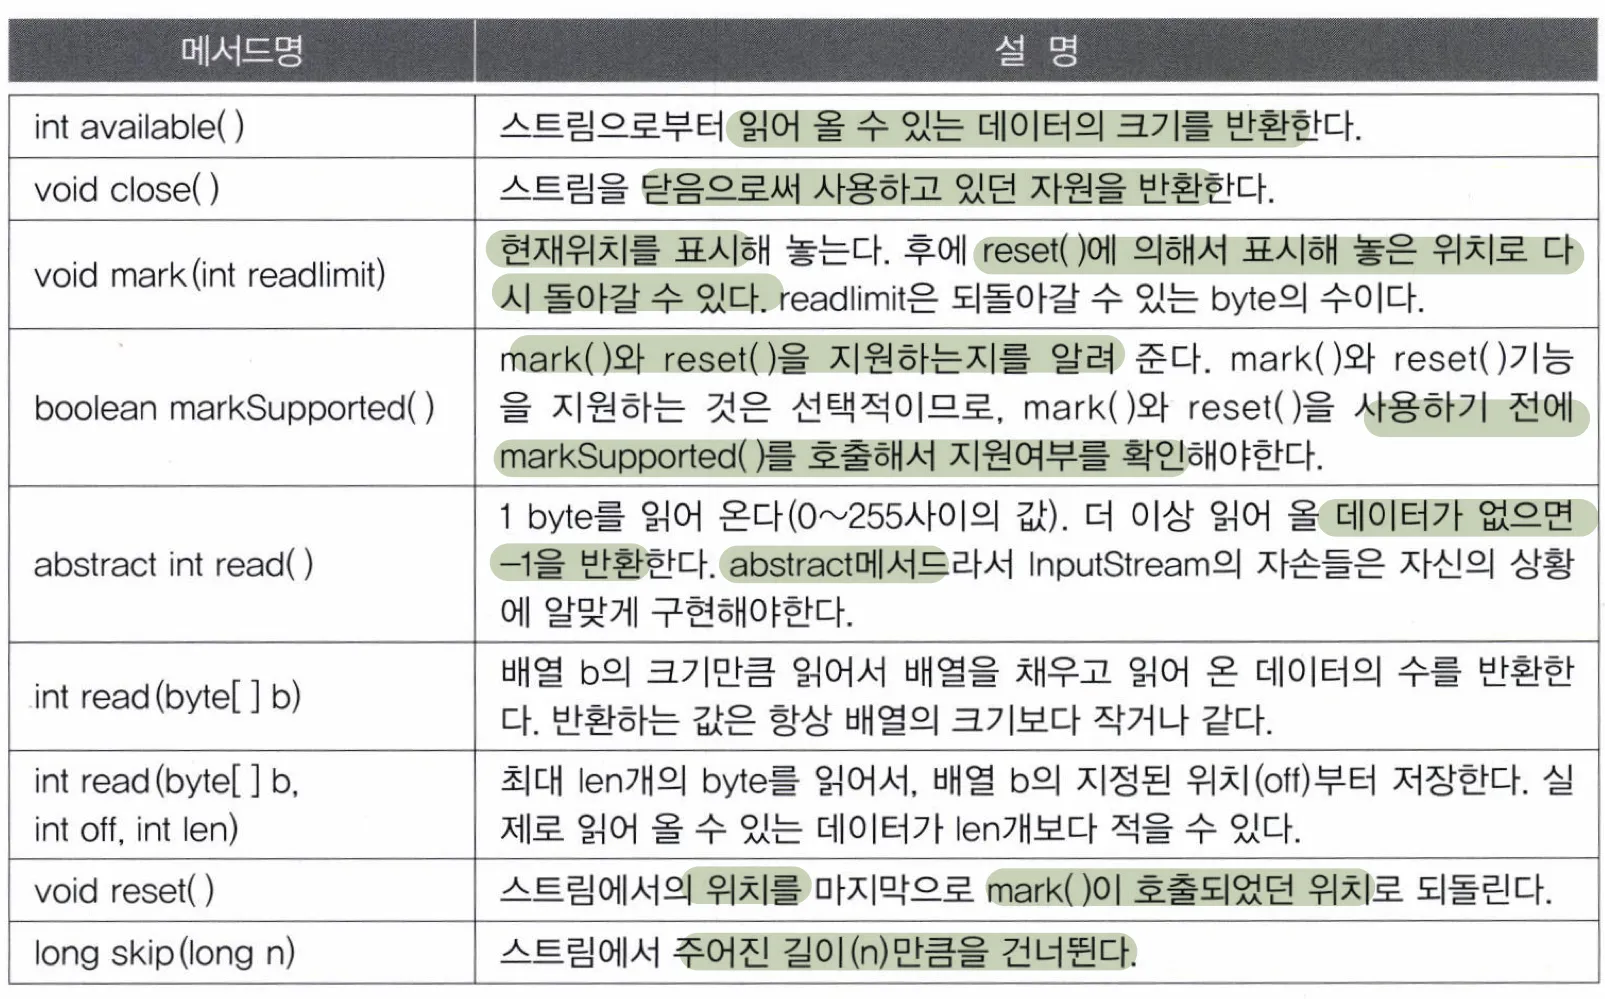 메서드명
설 명
int available( )
스트림으로부터 읽어 올 수 있는 데이터의 크기를 반환한다.
void close( )
스트림을 닫음으로써 사용하고 있던 자원을 반환한다.
void mark(int readlimit)
현재위치를 표시해 놓는다. 후에 reset( )에 의해서 표시해 놓은 위치로 다
시 돌아갈 수 있다. readlimit은 되돌아갈 수 있는 byte의 수이다.
boolean markSupported( )
mark( )와 reset( )을 지원하는지를 알려 준다. mark( )와 reset( )기능
을 지원하는 것은 선택적이므로, mark( )와 reset( )을 사용하기 전에
markSupported( )를 호출해서 지원여부를 확인해야한다.
abstract int read( )
1 byte를 읽어 온다(0~255사이의 값). 더 이상 읽어 올 데이터가 없으면
-1을 반환한다. abstract메서드라서 InputStream의 자손들은 자신의 상황
에 알맞게 구현해야한다.
int read(byte[ ] b)
배열 b의 크기만큼 읽어서 배열을 채우고 읽어 온 데이터의 수를 반환한
다. 반환하는 값은 항상 배열의 크기보다 작거나 같다.
int read(byte[ ] b,
int off, int len)
최대 len개의 byte를 읽어서, 배열 b의 지정된 위치(off)부터 저장한다. 실
제로 읽어 올 수 있는 데이터가 len개보다 적을 수 있다.
void reset( )
스트림에서의 위치를 마지막으로 mark( )이 호출되었던 위치로 되돌린다.
long skip(long n)
스트림에서 주어진 길이(n)만큼을 건너뛴다.